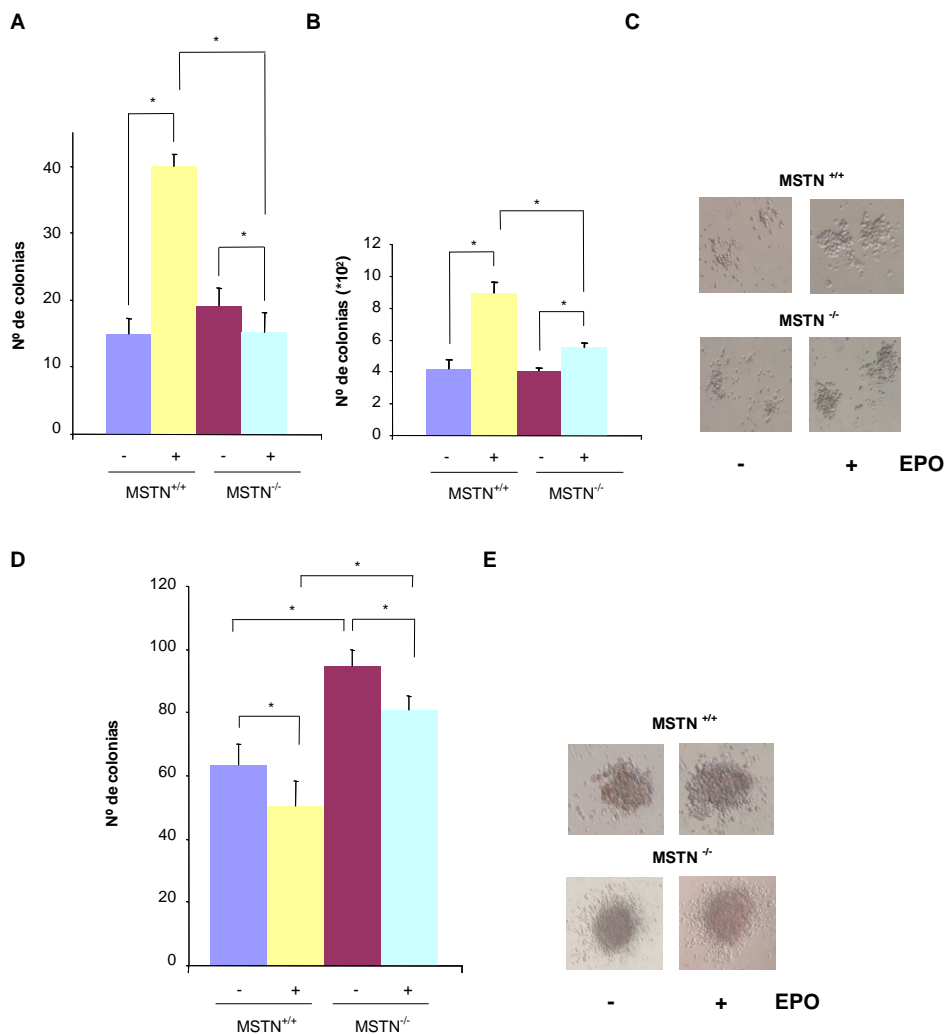 A
B
C
*
*
*
Nº de colonias
40
30
20
10
0
- + - +
MSTN+/+ MSTN-/-
*
*
*
Nº de colonias (*10²)
12
10
8
6
4
2
0
- + - +
MSTN+/+ MSTN-/-
MSTN +/+
MSTN -/-
- + EPO
D
E
*
*
*
*
Nº de colonias
120
100
80
60
40
20
0
- + - +
MSTN+/+ MSTN-/-
MSTN +/+
MSTN -/-
- + EPO